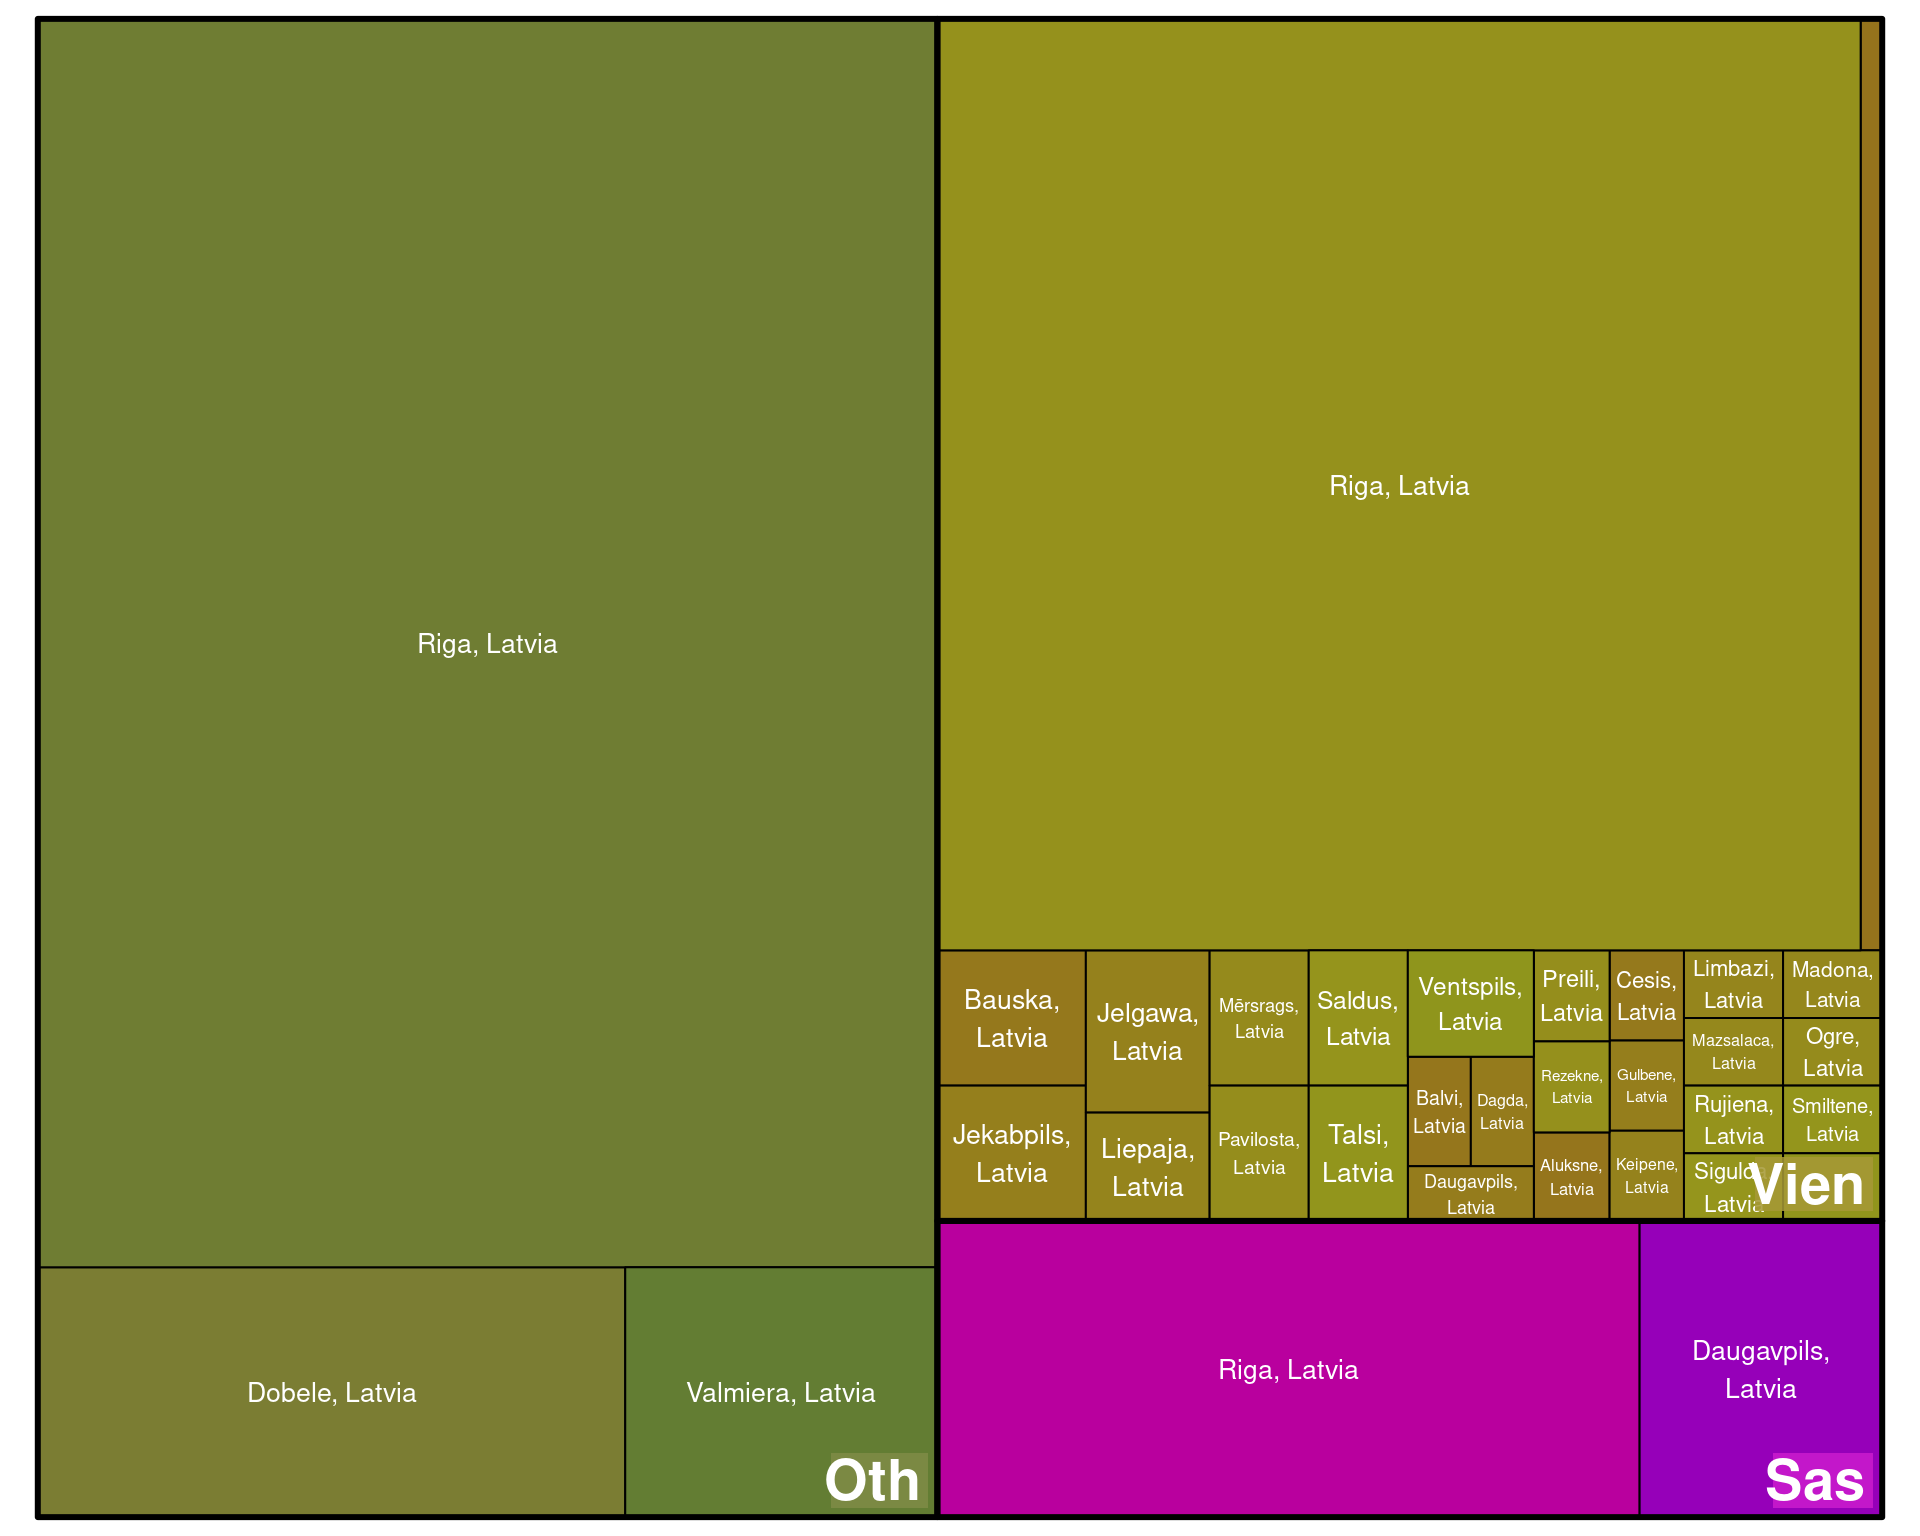 Riga, Latvia
Dobele, Latvia
Valmiera, Latvia
Oth
Riga, Latvia
Bauska,
Latvia
Jekabpils,
Latvia
Jelgawa,
Latvia
Liepaja,
Latvia
Mērsrags,
Latvia
Pavilosta,
Latvia
Saldus,
Latvia
Talsi,
Latvia
Ventspils,
Latvia
Balvi,
Latvia
Dagda,
Latvia
Daugavpils,
Latvia
Preili,
Latvia
Rezekne,
Latvia
Aluksne,
Latvia
Cesis,
Latvia
Gulbene,
Latvia
Keipene,
Latvia
Limbazi,
Latvia
Mazsalaca,
Latvia
Rujiena,
Latvia
Latvia
Madona,
Latvia
Ogre,
Latvia
Smiltene,
Latvia
Vien
Riga, Latvia
Daugavpils,
Latvia
Sas